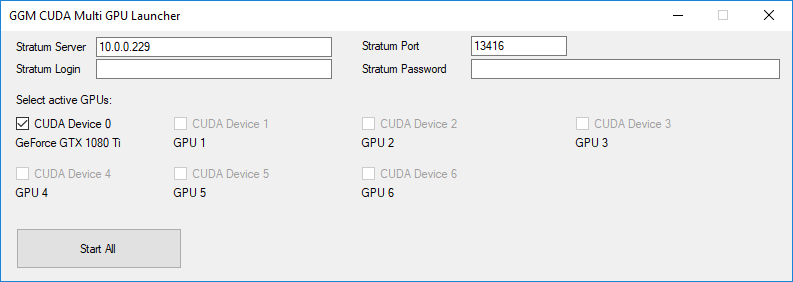 GGM CUDA Multi GPU Launcher
Stratum Server 10.0.0.229 Stratum Port 13416
Stratum Login Stratum Password
Select active GPUs:
CUDA Device 0 CUDA Device 1 CUDA Device 2 CUDA Device 3
GeForce GTX 1080 Ti GPU 1 GPU 2 GPU 3
CUDA Device 4 CUDA Device 5 CUDA Device 6
GPU 4 GPU 5 GPU 6
Start All